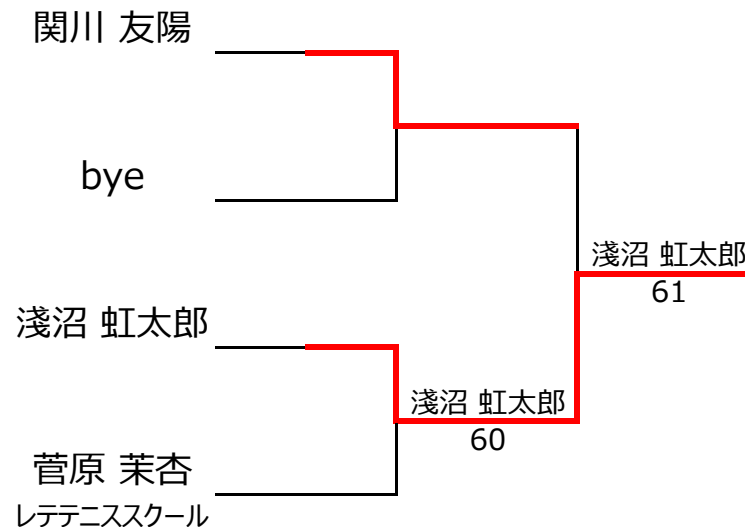 関川 友陽
bye
淺沼 虹太郎
61
淺沼 虹太郎
淺沼 虹太郎
60
菅原 茉杏
レテテニススクール